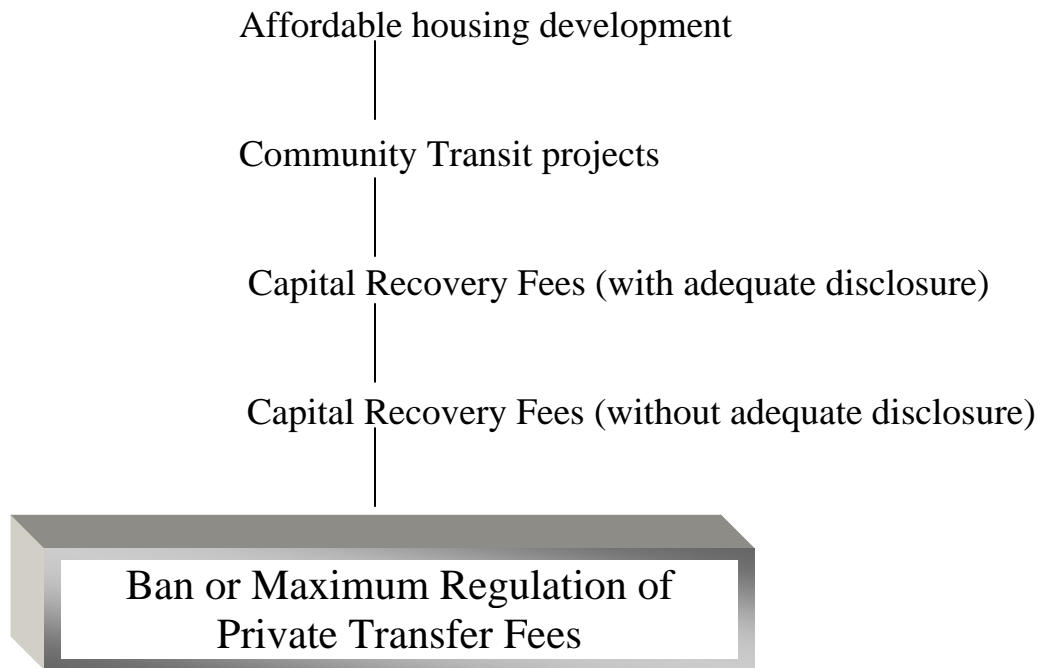 Affordable housing development
Community Transit projects
Capital Recovery Fees (with adequate disclosure)
Capital Recovery Fees (without adequate disclosure)
Ban or Maximum Regulation of
Private Transfer Fees